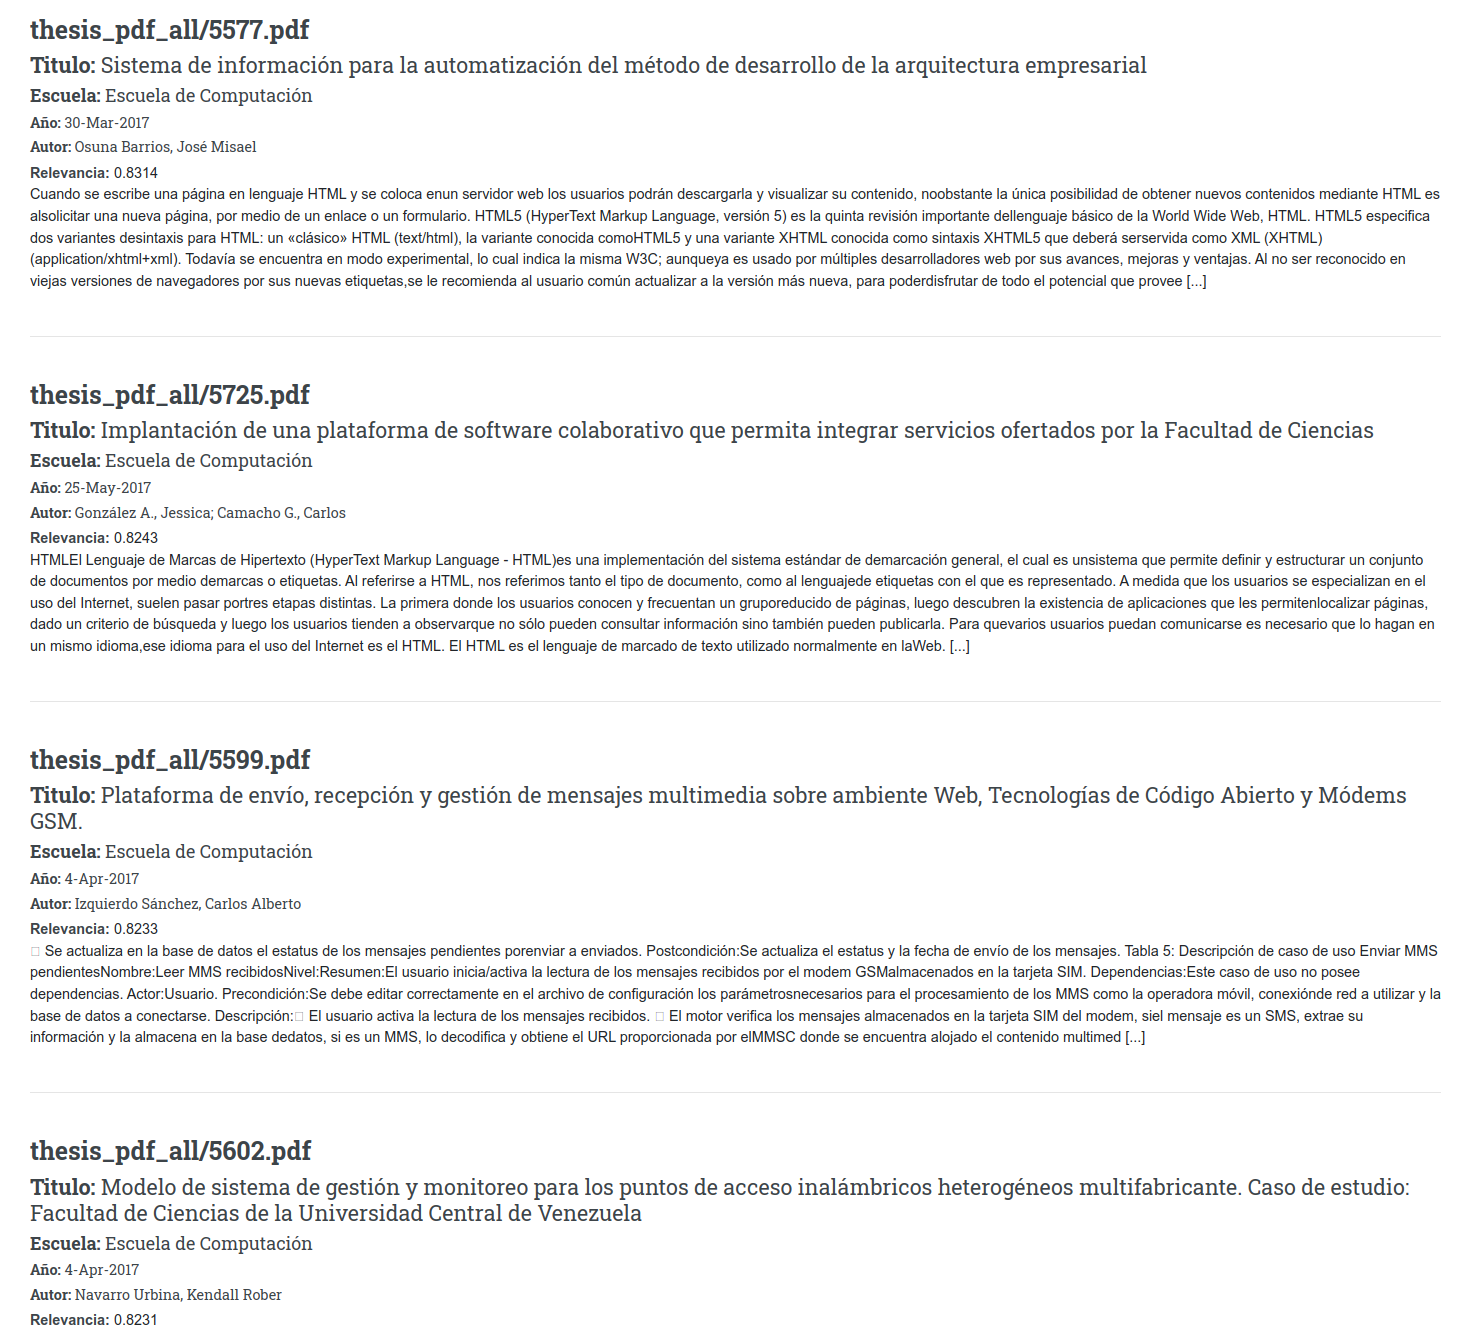 thesis_pdf_all/5577.pdf
Titulo: Sistema de información para la automatización del método de desarrollo de la arquitectura empresarial
Escuela: Escuela de Computación
Año: 30-Mar-2017
Autor: Osuna Barrios, José Misael
Relevancia: 0.8314
Cuando se escribe una página en lenguaje HTML y se coloca enun servidor web los usuarios podrán descargarla y visualizar su contenido, noobstante la única posibilidad de obtener nuevos contenidos mediante HTML es
alsolicitar una nueva página, por medio de un enlace o un formulario. HTML5 (HyperText Markup Language, versión 5) es la quinta revisión importante dellenguaje básico de la World Wide Web, HTML. HTML5 especifica
dos variantes desintaxis para HTML: un «clásico» HTML (text/html), la variante conocida comoHTML5 y una variante XHTML conocida como sintaxis XHTML5 que deberá serservida como XML (XHTML)
(application/xhtml+xml). Todavía se encuentra en modo experimental, lo cual indica la misma W3C; aunqueya es usado por múltiples desarrolladores web por sus avances, mejoras y ventajas. Al no ser reconocido en
viejas versiones de navegadores por sus nuevas etiquetas,se le recomienda al usuario común actualizar a la versión más nueva, para poderdisfrutar de todo el potencial que provee [...]
thesis_pdf_all/5725.pdf
Titulo: Implantación de una plataforma de software colaborativo que permita integrar servicios ofertados por la Facultad de Ciencias
Escuela: Escuela de Computación
Año: 25-May-2017
Autor: González A., Jessica; Camacho G., Carlos
Relevancia: 0.8243
HTMLEl Lenguaje de Marcas de Hipertexto (HyperText Markup Language - HTML)es una implementación del sistema estándar de demarcación general, el cual es unsistema que permite definir y estructurar un conjunto
de documentos por medio demarcas o etiquetas. Al referirse a HTML, nos referimos tanto el tipo de documento, como al lenguajede etiquetas con el que es representado. A medida que los usuarios se especializan en el
uso del Internet, suelen pasar portres etapas distintas. La primera donde los usuarios conocen y frecuentan un gruporeducido de páginas, luego descubren la existencia de aplicaciones que les permitenlocalizar páginas,
dado un criterio de búsqueda y luego los usuarios tienden a observarque no sólo pueden consultar información sino también pueden publicarla. Para quevarios usuarios puedan comunicarse es necesario que lo hagan en
un mismo idioma,ese idioma para el uso del Internet es el HTML. El HTML es el lenguaje de marcado de texto utilizado normalmente en laWeb. [...]
thesis_pdf_all/5599.pdf
Titulo: Plataforma de envío, recepción y gestión de mensajes multimedia sobre ambiente Web, Tecnologías de Código Abierto y Módems
GSM.
Escuela: Escuela de Computación
Año: 4-Apr-2017
Autor: Izquierdo Sánchez, Carlos Alberto
Relevancia: 0.8233
 Se actualiza en la base de datos el estatus de los mensajes pendientes porenviar a enviados. Postcondición:Se actualiza el estatus y la fecha de envío de los mensajes. Tabla 5: Descripción de caso de uso Enviar MMS
pendientesNombre:Leer MMS recibidosNivel:Resumen:El usuario inicia/activa la lectura de los mensajes recibidos por el modem GSMalmacenados en la tarjeta SIM. Dependencias:Este caso de uso no posee
dependencias. Actor:Usuario. Precondición:Se debe editar correctamente en el archivo de configuración los parámetrosnecesarios para el procesamiento de los MMS como la operadora móvil, conexiónde red a utilizar y la
base de datos a conectarse. Descripción: El usuario activa la lectura de los mensajes recibidos.  El motor verifica los mensajes almacenados en la tarjeta SIM del modem, siel mensaje es un SMS, extrae su
información y la almacena en la base dedatos, si es un MMS, lo decodifica y obtiene el URL proporcionada por elMMSC donde se encuentra alojado el contenido multimed [...]
thesis_pdf_all/5602.pdf
Titulo: Modelo de sistema de gestión y monitoreo para los puntos de acceso inalámbricos heterogéneos multifabricante. Caso de estudio:
Facultad de Ciencias de la Universidad Central de Venezuela
Escuela: Escuela de Computación
Año: 4-Apr-2017
Autor: Navarro Urbina, Kendall Rober
Relevancia: 0.8231